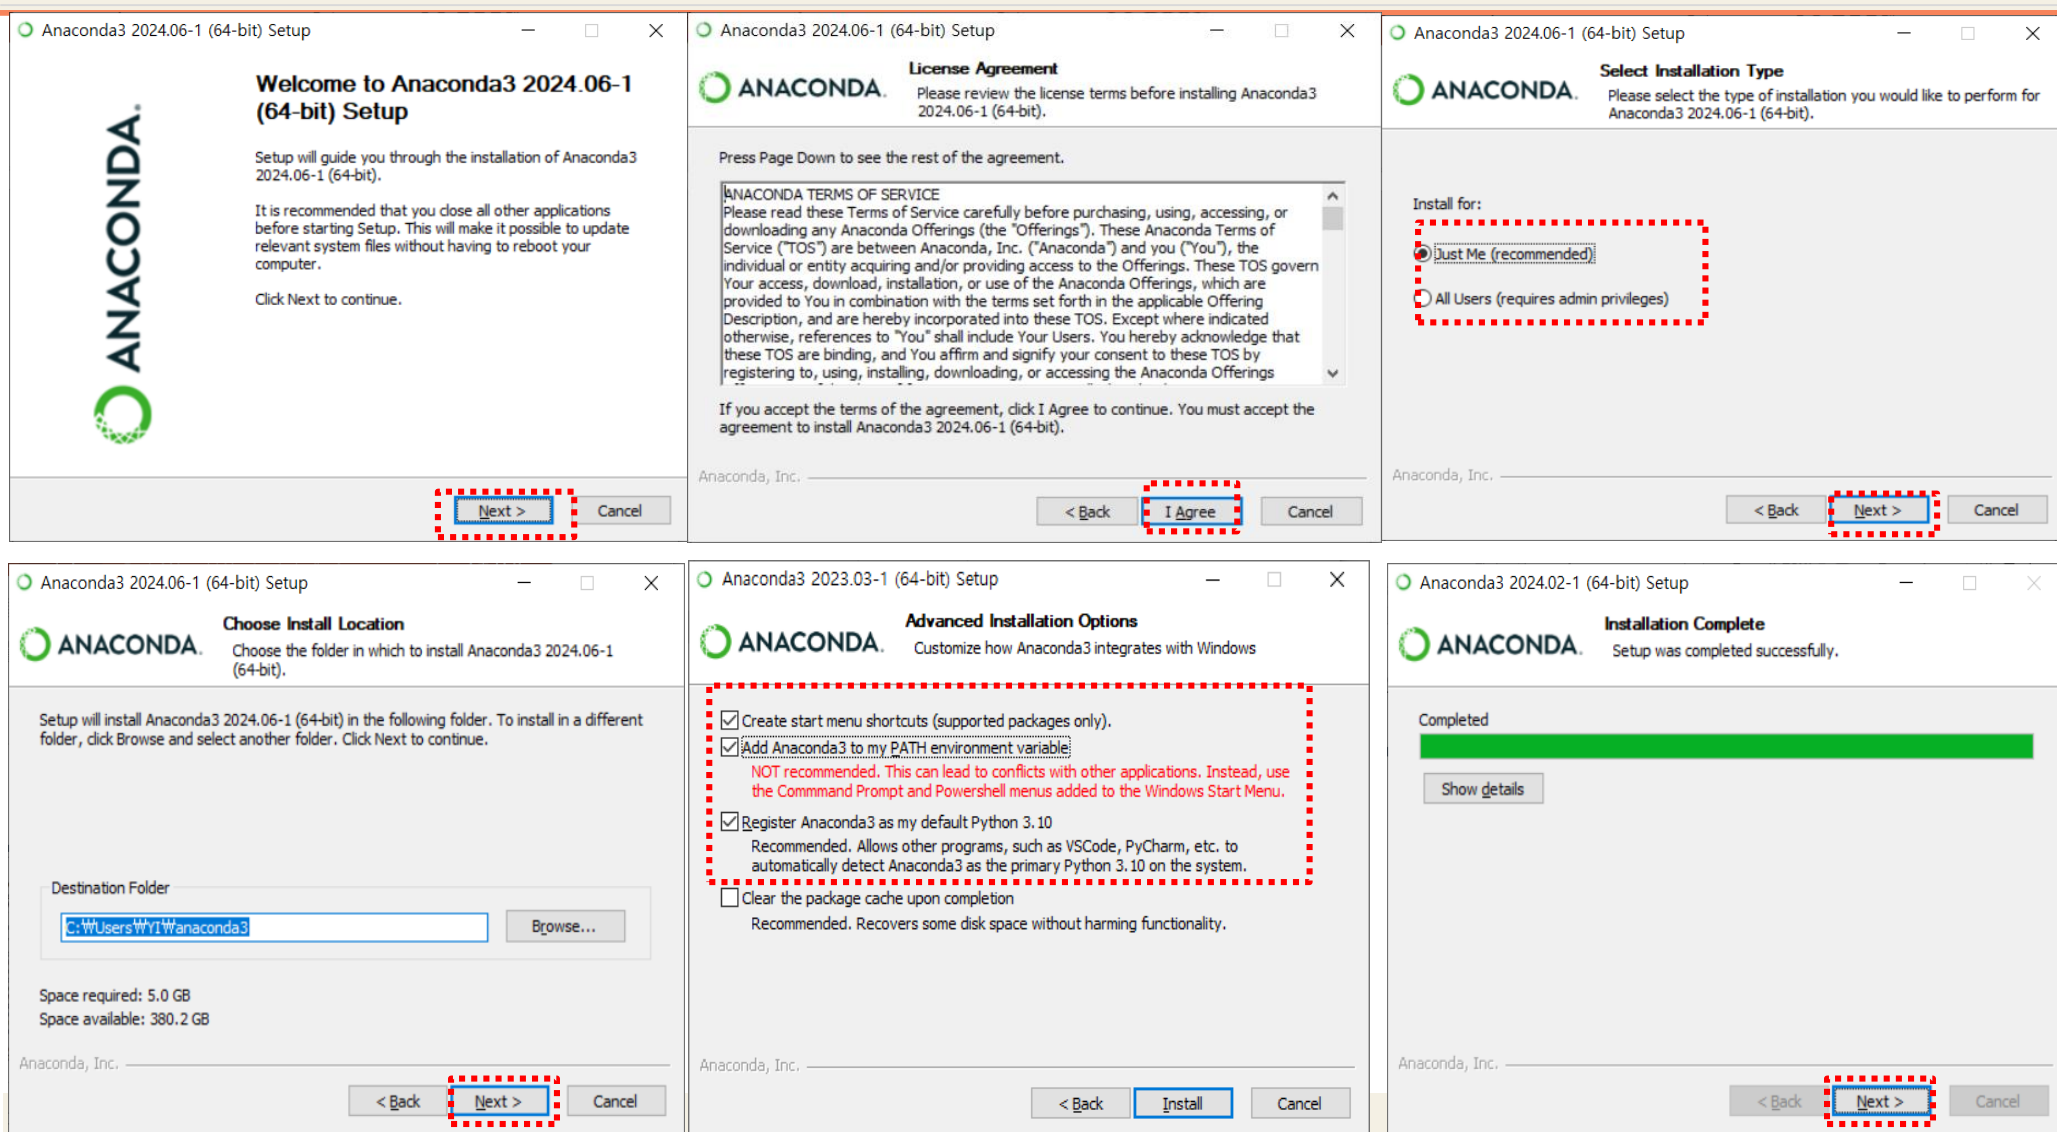 Anaconda3 2024.06-1 (64-bit) Setup
ANACONDA.
Welcome to Anaconda3 2024.06-1
(64-bit) Setup
Setup will guide you through the installation of Anaconda3
2024.06-1 (64-bit).
It is recommended that you close all other applications
before starting Setup. This will make it possible to update
relevant system files without having to reboot your
computer.
Click Next to continue.
Next >
Cancel
Anaconda3 2024.06-1 (64-bit) Setup
ANACONDA.
License Agreement
Please review the license terms before installing Anaconda3
2024.06-1 (64-bit).
Press Page Down to see the rest of the agreement.
ANACONDA TERMS OF SERVICE
Please read these Terms of Service carefully before purchasing, using, accessing, or
downloading any Anaconda Offerings (the "Offerings"). These Anaconda Terms of
Service ("TOS") are between Anaconda, Inc. ("Anaconda") and you ("You"), the
individual or entity acquiring and/or providing access to the Offerings. These TOS govern
Your access, download, installation, or use of the Anaconda Offerings, which are
provided to You in combination with the terms set forth in the applicable Offering
Description, and are hereby incorporated into these TOS. Except where indicated
otherwise, references to "You" shall include Your Users. You hereby acknowledge that
these TOS are binding, and You affirm and signify your consent to these TOS by
registering to, using, installing, downloading, or accessing the Anaconda Offerings
If you accept the terms of the agreement, click I Agree to continue. You must accept the
agreement to install Anaconda3 2024.06-1 (64-bit).
Anaconda, Inc.
< Back
I Agree
Cancel
Anaconda3 2024.06-1 (64-bit) Setup
ANACONDA.
Select Installation Type
Please select the type of installation you would like to perform for
Anaconda3 2024.06-1 (64-bit).
Install for:
Just Me (recommended)
All Users (requires admin privileges)
Anaconda, Inc.
< Back
Next >
Cancel
Anaconda3 2024.06-1 (64-bit) Setup
ANACONDA.
Choose Install Location
Choose the folder in which to install Anaconda3 2024.06-1
(64-bit).
Setup will install Anaconda3 2024.06-1 (64-bit) in the following folder. To install in a different
folder, click Browse and select another folder. Click Next to continue.
Destination Folder
C:₩Users₩YI₩anaconda3
Browse...
Space required: 5.0 GB
Space available: 380.2 GB
Anaconda, Inc.
< Back
Next >
Cancel
Anaconda3 2023.03-1 (64-bit) Setup
ANACONDA.
Advanced Installation Options
Customize how Anaconda3 integrates with Windows
Create start menu shortcuts (supported packages only).
Add Anaconda3 to my PATH environment variable
NOT recommended. This can lead to conflicts with other applications. Instead, use
the Commmand Prompt and Powershell menus added to the Windows Start Menu.
Register Anaconda3 as my default Python 3.10
Recommended. Allows other programs, such as VSCode, PyCharm, etc. to
automatically detect Anaconda3 as the primary Python 3.10 on the system.
Clear the package cache upon completion
Recommended. Recovers some disk space without harming functionality.
Anaconda, Inc.
< Back
Install
Cancel
Anaconda3 2024.02-1 (64-bit) Setup
ANACONDA.
Installation Complete
Setup was completed successfully.
Completed
Show details
Anaconda, Inc.
< Back
Next >
Cancel